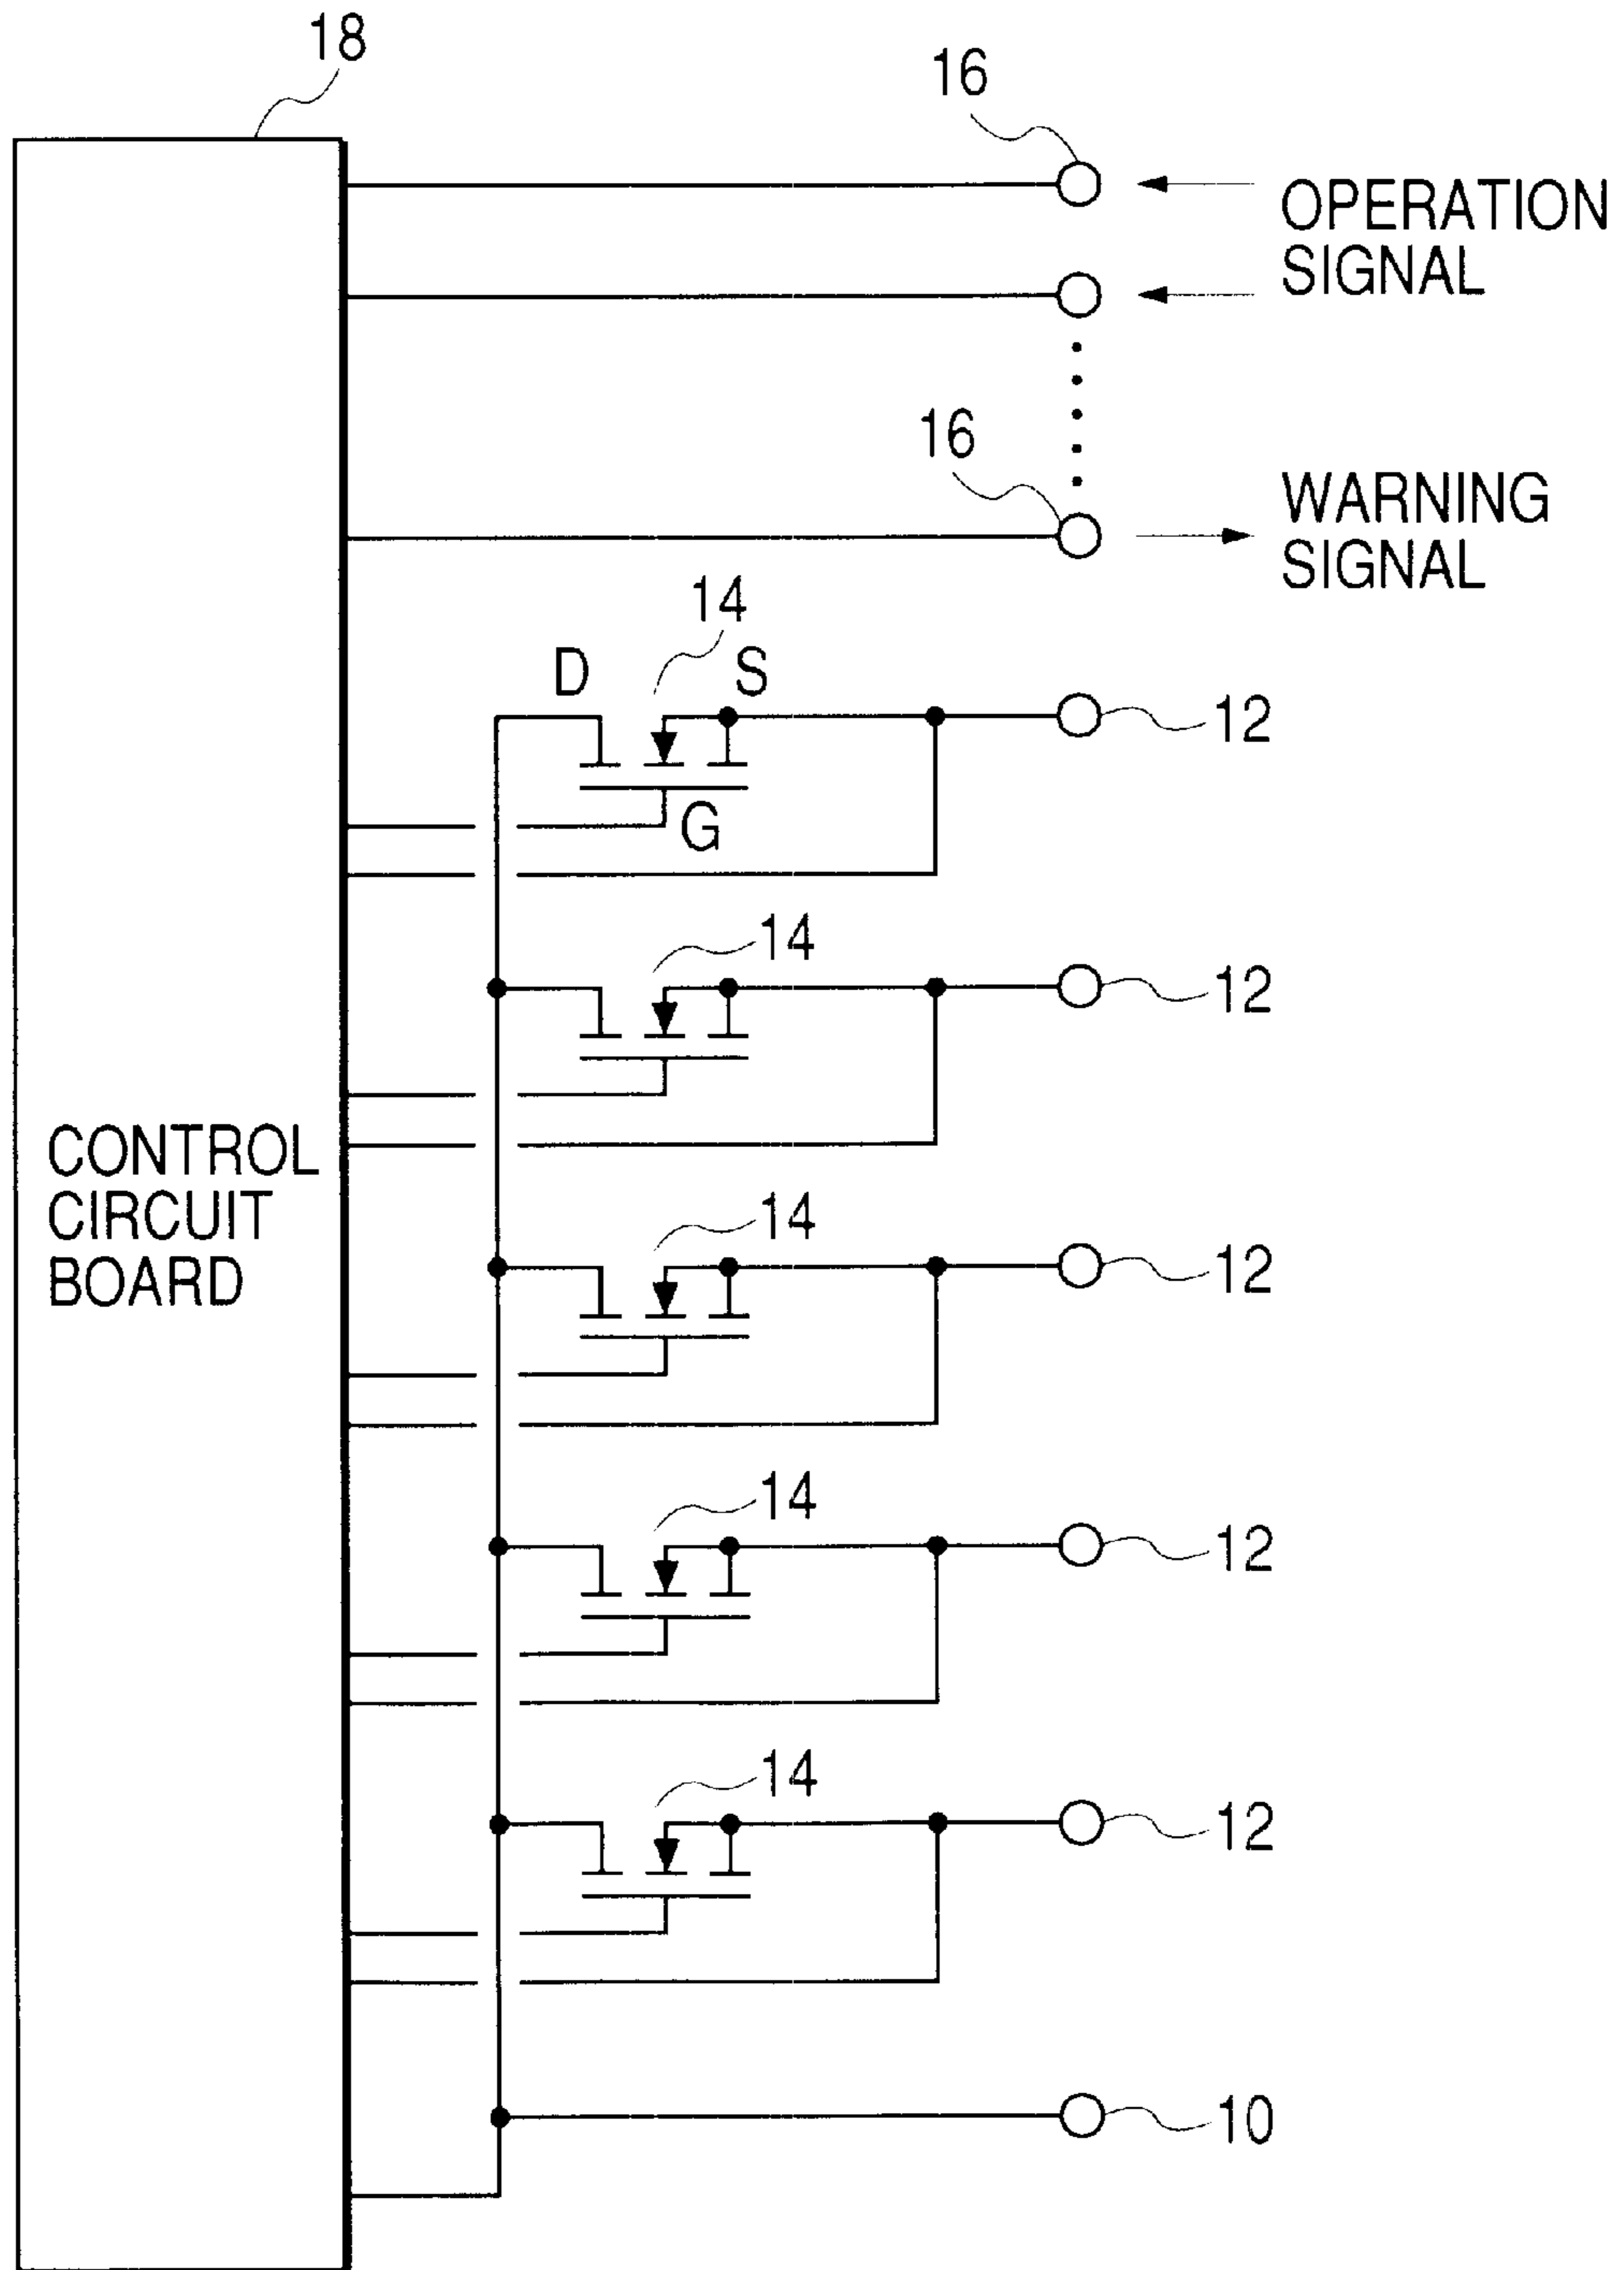 18
16
OPERATION
SIGNAL
16
WARNING
SIGNAL
14
D
S
12
G
14
12
CONTROL
CIRCUIT
BOARD
14
12
14
12
14
12
10